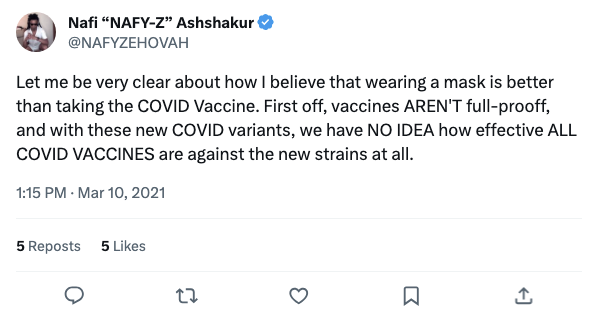 Nafi “NAFY-Z” Ashshakur
@NAFYZEHOVAH
Let me be very clear about how I believe that wearing a mask is better
than taking the COVID Vaccine. First off, vaccines AREN'T full-prooff,
and with these new COVID variants, we have NO IDEA how effective ALL
COVID VACCINES are against the new strains at all.
1:15 PM · Mar 10, 2021
5 Reposts 5 Likes